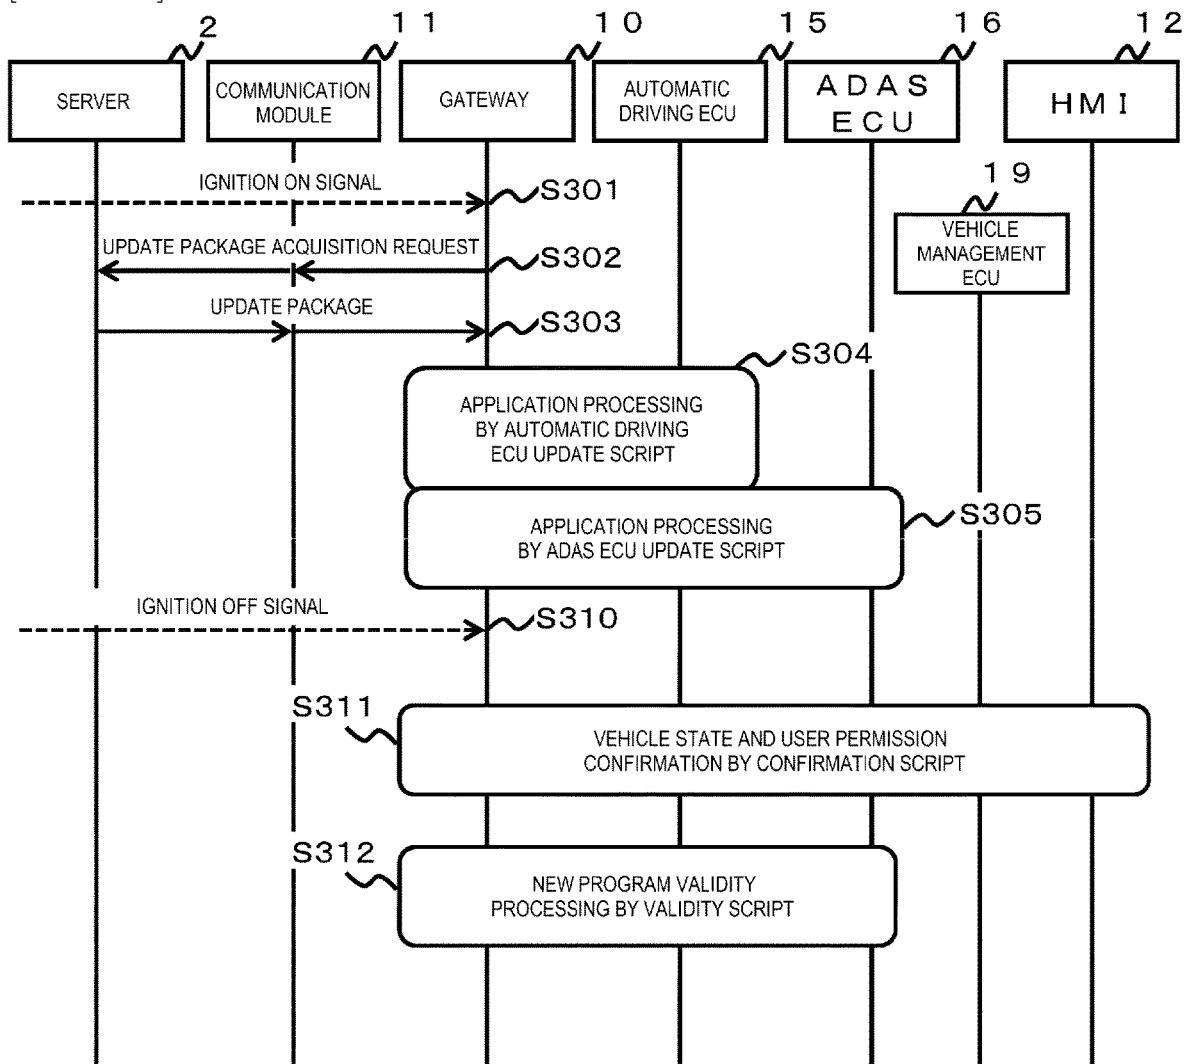 2
11
10
15
16
12
SERVER
COMMUNICATION
MODULE
GATEWAY
AUTOMATIC
DRIVING ECU
ADAS
ECU
HMI
19
VEHICLE
MANAGEMENT
ECU
IGNITION ON SIGNAL
S301
UPDATE PACKAGE ACQUISITION REQUEST
S302
UPDATE PACKAGE
S303
S304
APPLICATION PROCESSING
BY AUTOMATIC DRIVING
ECU UPDATE SCRIPT
S305
APPLICATION PROCESSING
BY ADAS ECU UPDATE SCRIPT
IGNITION OFF SIGNAL
S310
S311
VEHICLE STATE AND USER PERMISSION
CONFIRMATION BY CONFIRMATION SCRIPT
S312
NEW PROGRAM VALIDITY
PROCESSING BY VALIDITY SCRIPT